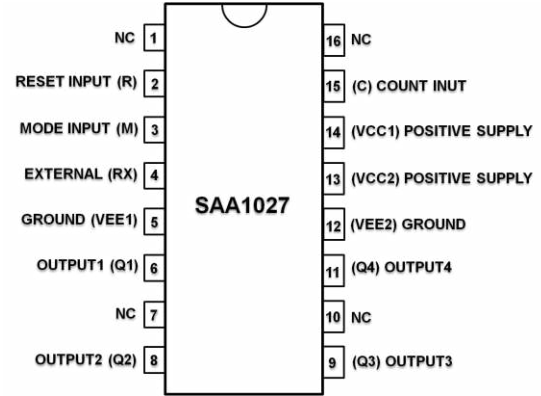 NC 1
RESET INPUT (R) 2
MODE INPUT (M) 3
EXTERNAL (RX) 4
GROUND (VEE1) 5
OUTPUT1 (Q1) 6
NC 7
OUTPUT2 (Q2) 8
SAA1027
16 NC
15 (C) COUNT INUT
14 (VCC1) POSITIVE SUPPLY
13 (VCC2) POSITIVE SUPPLY
12 (VEE2) GROUND
11 (Q4) OUTPUT4
10 NC
9 (Q3) OUTPUT3